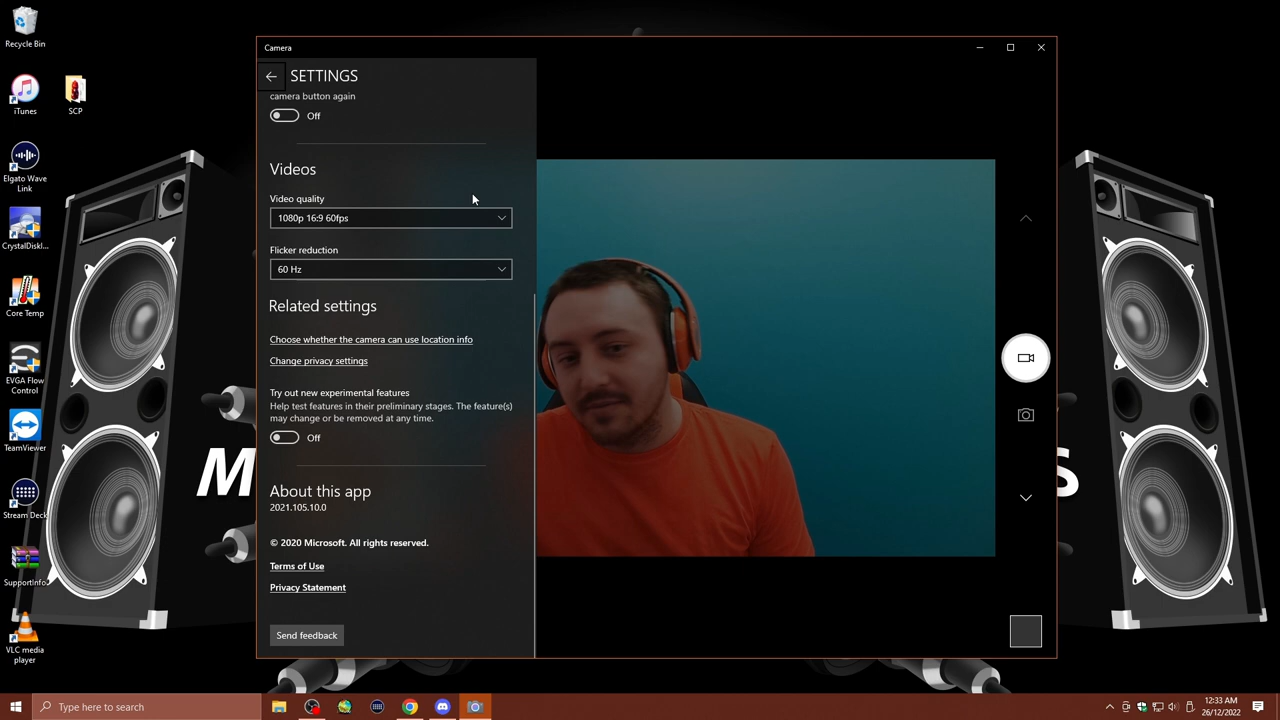 Recycle Bin
iTunes
SCP
Elgato Wave
Link
CrystalDiskI...
Core Temp
EVGA Flow
Control
TeamViewer
Stream Deck
SupportInfo
VLC media
player
Camera
SETTINGS
camera button again
Off
Videos
Video quality
1080p 16:9 60fps
Flicker reduction
60 Hz
Related settings
Choose whether the camera can use location info
Change privacy settings
Try out new experimental features
Help test features in their preliminary stages. The feature(s)
may change or be removed at any time.
Off
About this app
2021.105.10.0
© 2020 Microsoft. All rights reserved.
Terms of Use
Privacy Statement
Send feedback
M
S
Type here to search
12:33 AM
26/12/2022